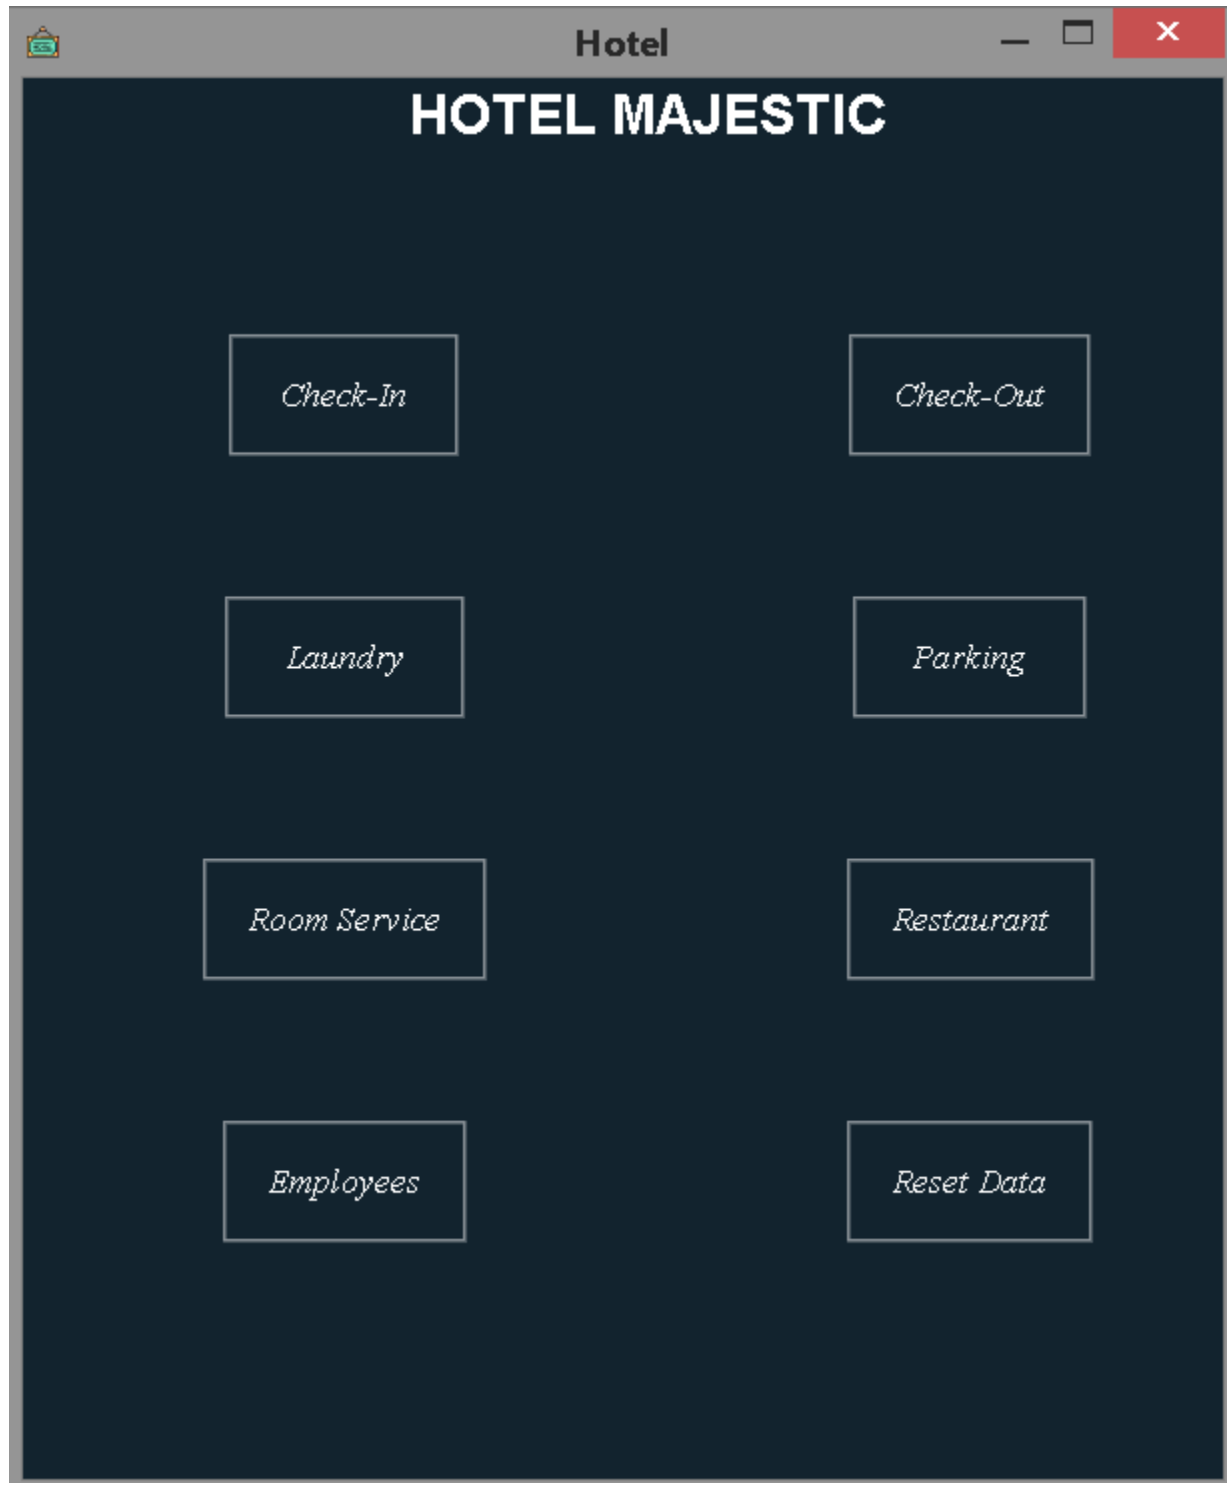 Hotel
HOTEL MAJESTIC
Check-In
Check-Out
Laundry
Parking
Room Service
Restaurant
Employees
Reset Data